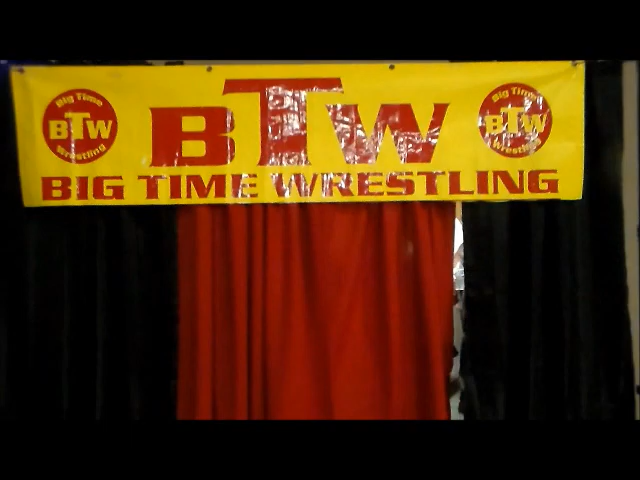 Big Time
BTW
Wrestling
BTW
Big Time
BTW
Wrestling
BIG TIME WRESTLING